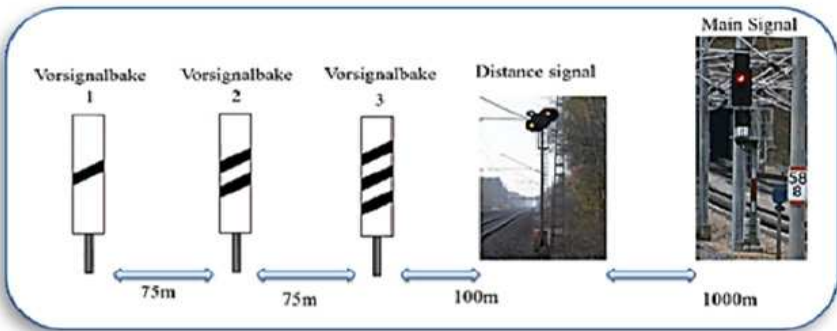 Main Signal
Vorsignalbake
1
Vorsignalbake
2
Vorsignalbake
3
Distance signal
58
8
75m
75m
100m
1000m